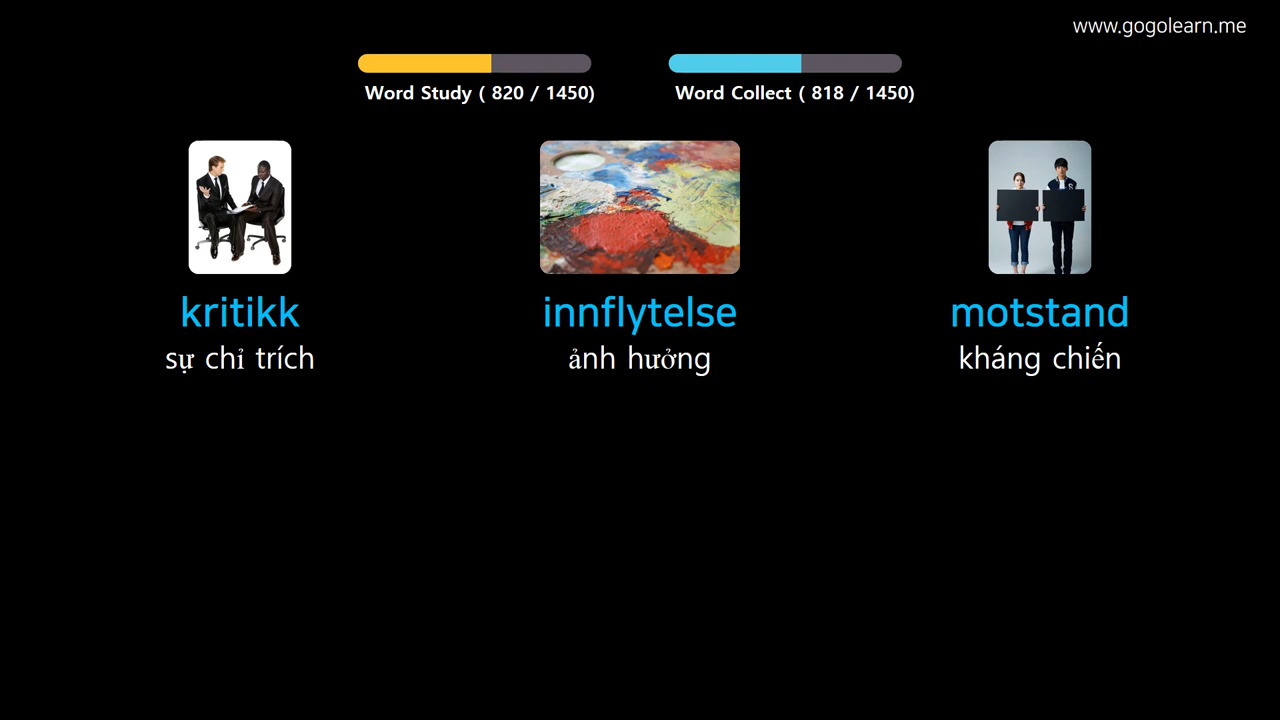 www.gogolearn.me
Word Study ( 820 / 1450)
Word Collect ( 818 / 1450)
kritikk
innflytelse
motstand
sự chỉ trích
ảnh hưởng
kháng chiến